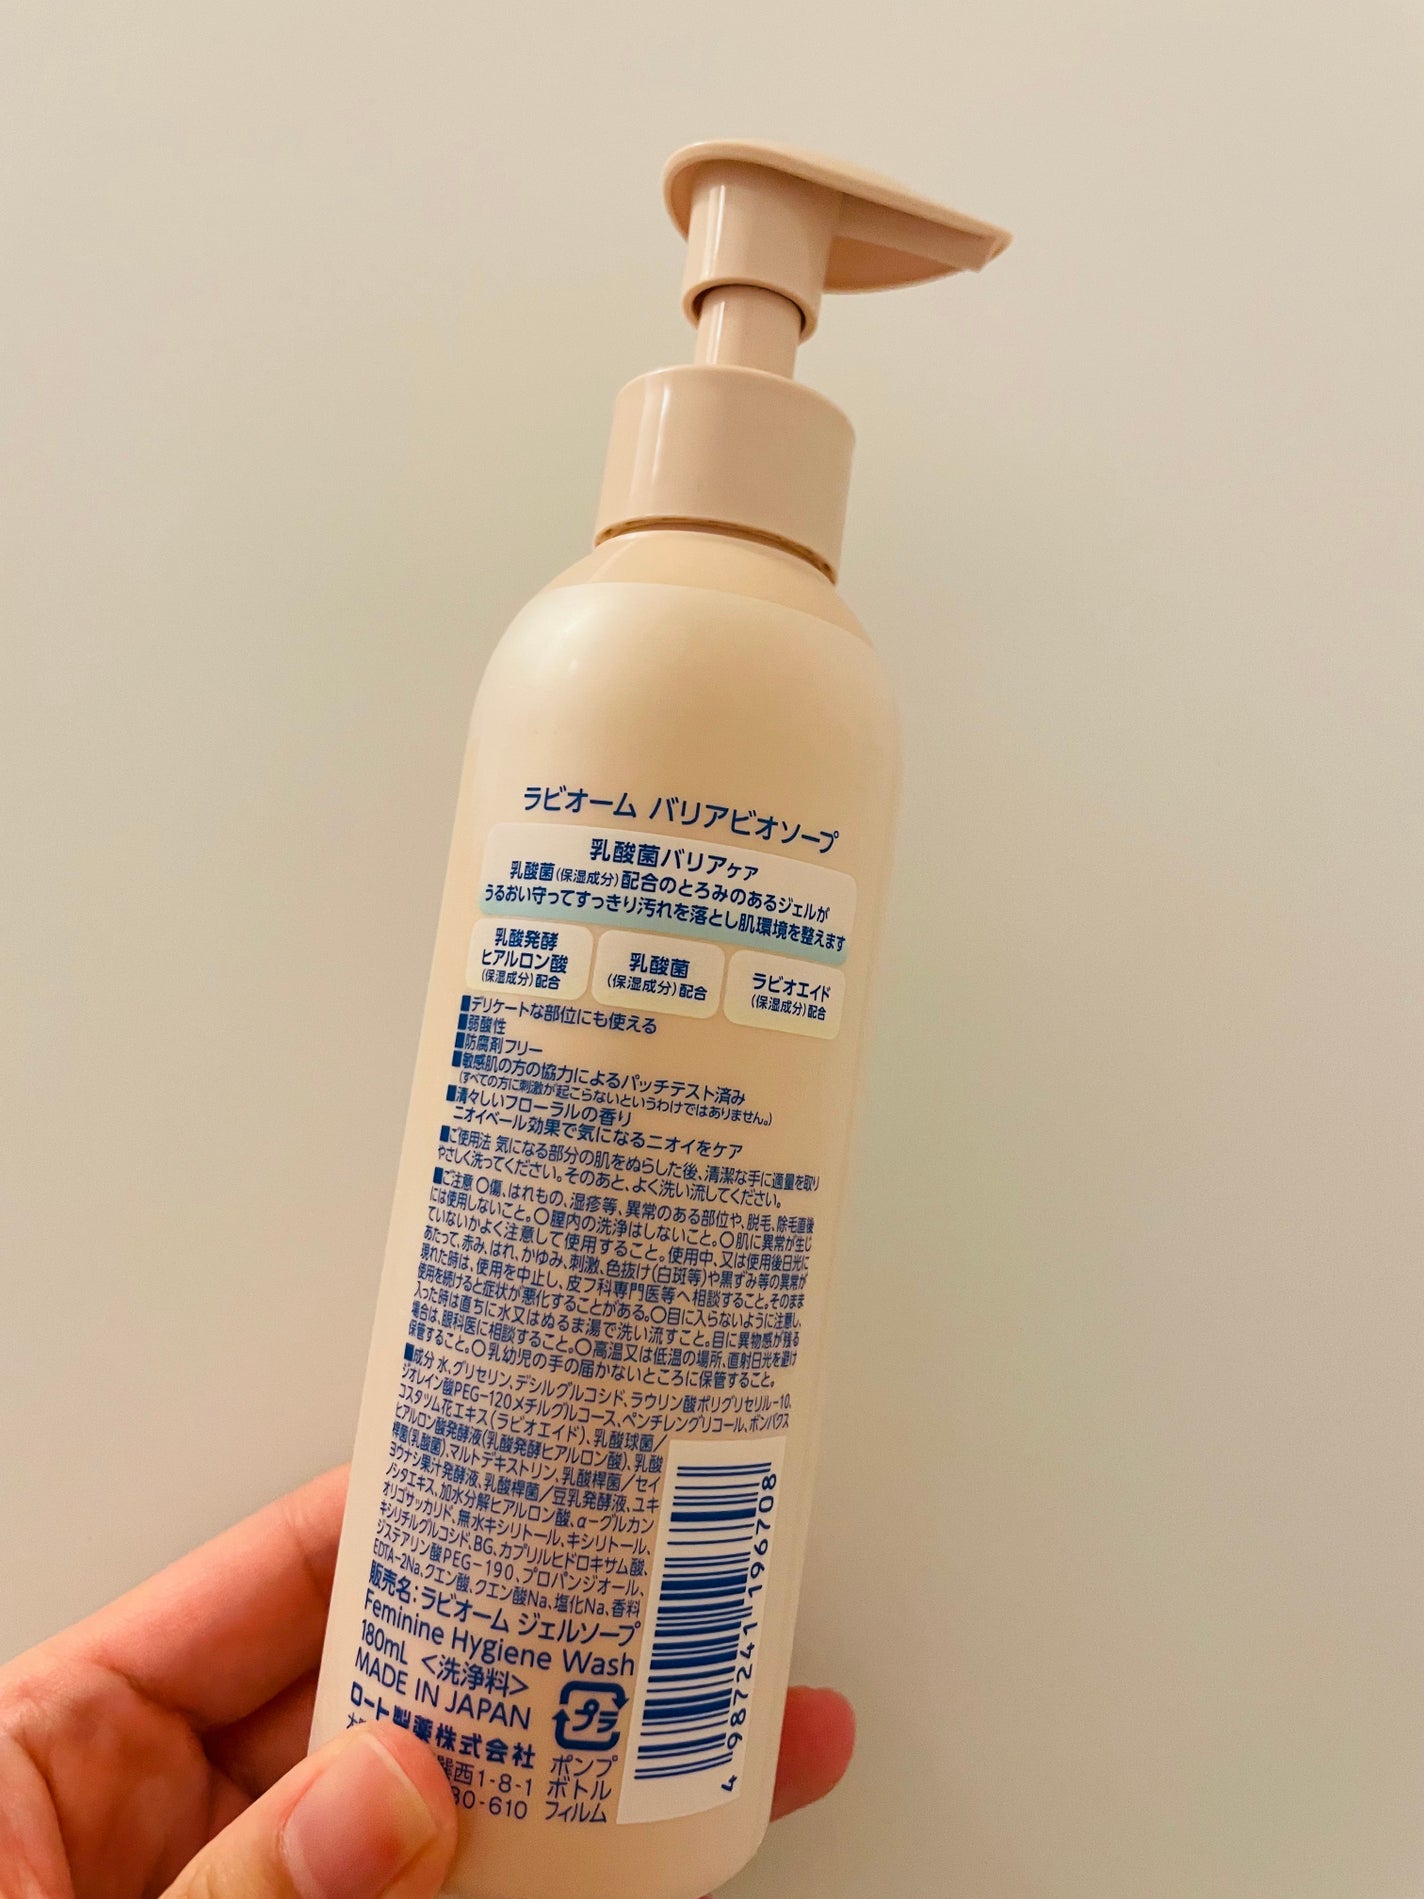 ラビオーム バリアビオソープ
乳酸菌バリアケア
乳酸菌(保湿成分)配合のとろみのあるジェルが
うるおい守ってすっきり汚れを落とし肌環境を整えます
乳酸発酵
ヒアルロン酸
(保湿成分)配合
乳酸菌
(保湿成分)配合
ラビオエイド
(保湿成分)配合
■デリケートな部位にも使える
■弱酸性
■防腐剤フリー
■敏感肌の方の協力によるパッチテスト済み
(すべての方に刺激が起こらないというわけではありません。)
■清々しいフローラルの香り
ニオイベール効果で気になるニオイをケア
■ご使用法 気になる部分の肌をぬらした後、清潔な手に適量を取り
やさしく洗ってください。そのあと、よく洗い流してください。
■ご注意 〇傷、はれもの、湿疹等、異常のある部位や、脱毛、除毛直後
には使用しないこと。〇膣内の洗浄はしないこと。〇肌に異常が生じ
ていないかよく注意して使用すること。使用中、又は使用後日光に
あたって、赤み、はれ、かゆみ、刺激、色抜け(白斑等)や黒ずみ等の異常が
現れた時は、使用を中止し、皮フ科専門医等へ相談すること。そのまま
使用を続けると症状が悪化することがある。〇目に入らないように注意し、
入った時は直ちに水又はぬるま湯で洗い流すこと。目に異物感が残る
場合は、眼科医に相談すること。〇高温又は低温の場所、直射日光を避け
保管すること。〇乳幼児の手の届かないところに保管すること。
■成分 水、グリセリン、デシルグルコシド、ラウリン酸ポリグリセリル-10、
ジオレイン酸PEG-120メチルグルコース、ペンチレングリコール、ボンバクス
コスタツム花エキス(ラビオエイド)、乳酸球菌/
ヒアルロン酸発酵液(乳酸発酵ヒアルロン酸)、乳酸
桿菌(乳酸菌)、マルトデキストリン、乳酸桿菌/セイ
ヨウナシ果汁発酵液、乳酸桿菌/豆乳発酵液、ユキ
ノシタエキス、加水分解ヒアルロン酸、α-グルカン
オリゴサッカリド、無水キシリトール、キシリトール、
キシリチルグルコシド、BG、カプリルヒドロキサム酸、
ジステアリン酸PEG-190、プロパンジオール、
EDTA-2Na、クエン酸、クエン酸Na、塩化Na、香料
販売名:ラビオーム ジェルソープ
Feminine Hygiene Wash
180mL <洗浄料>
MADE IN JAPAN
ロート製薬株式会社
西1-8-1
30-610
プラ
ポンプ
ボトル
フィルム
4 987241 196708